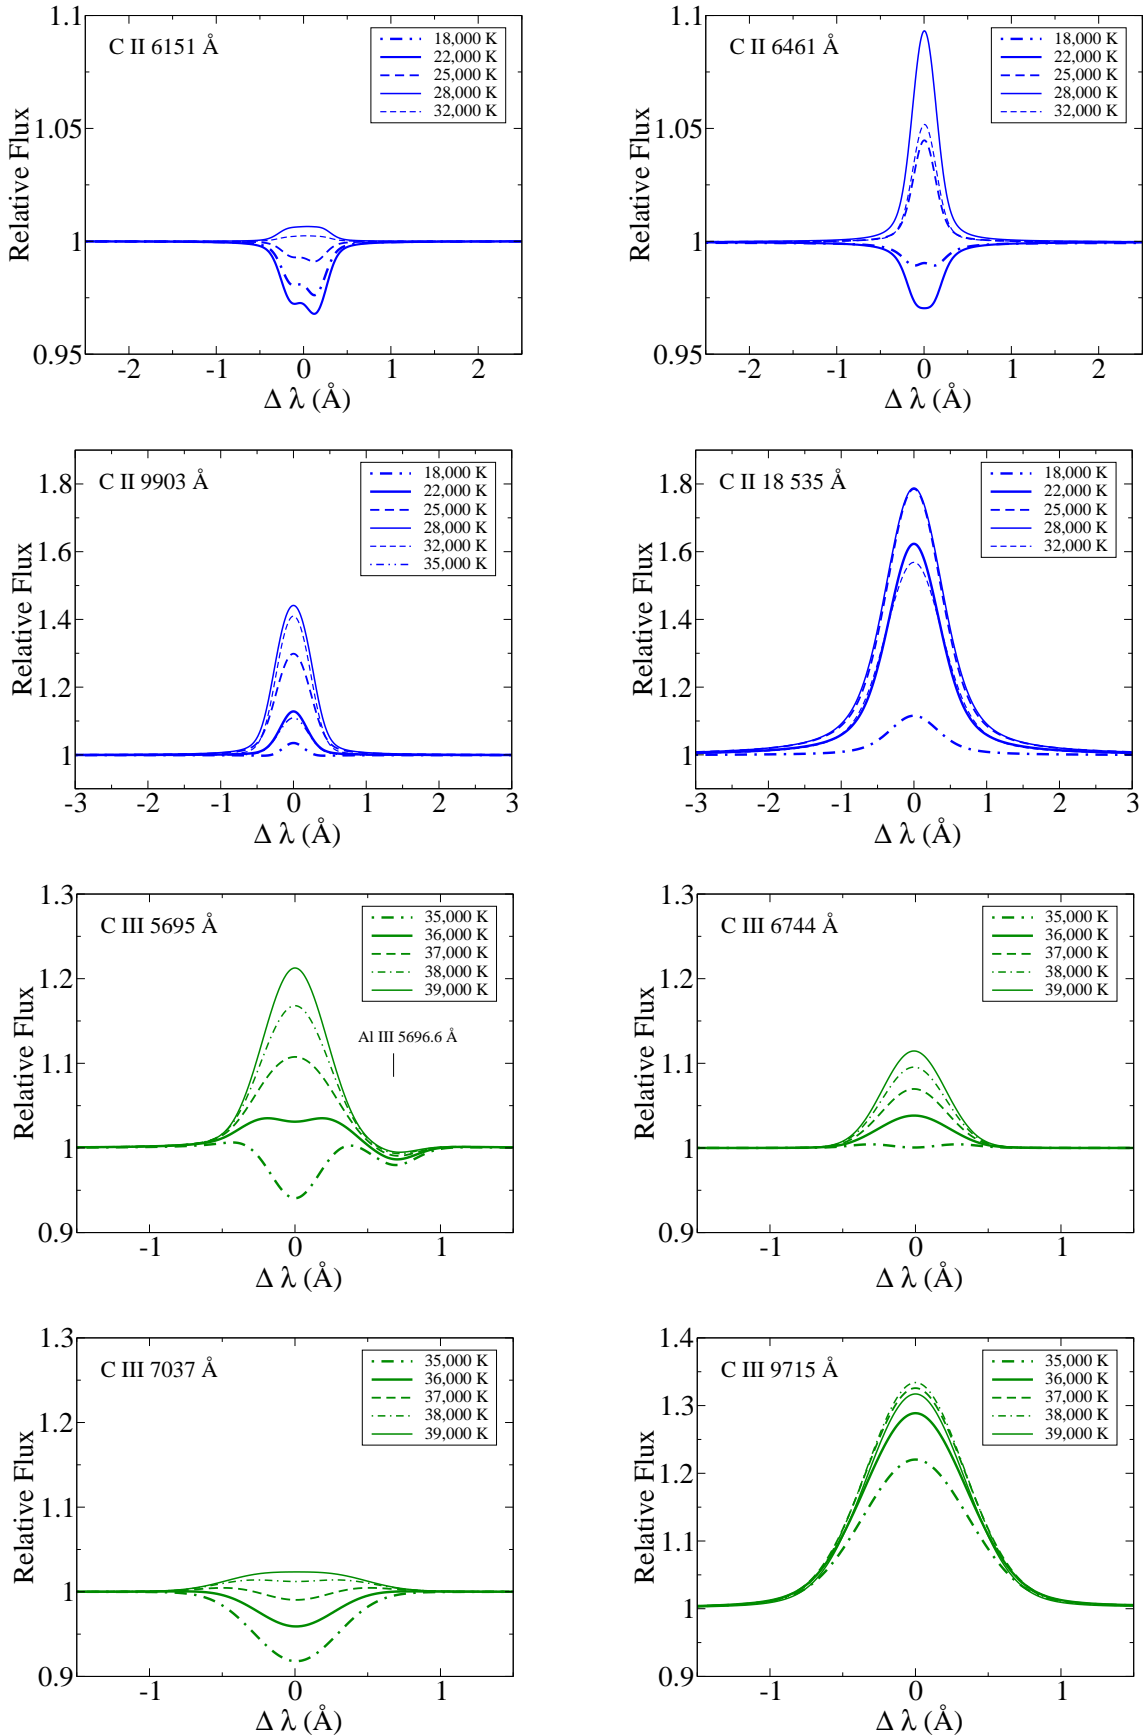 C II 6151 Å
18,000 K
22,000 K
25,000 K
28,000 K
32,000 K
1.1
1.05
1
0.95
Relative Flux
-2 -1 0 1 2
Δ λ (Å)
C II 6461 Å
18,000 K
22,000 K
25,000 K
28,000 K
32,000 K
1.1
1.05
1
0.95
Relative Flux
-2 -1 0 1 2
Δ λ (Å)
C II 9903 Å
18,000 K
22,000 K
25,000 K
28,000 K
32,000 K
35,000 K
1.8
1.6
1.4
1.2
1
Relative Flux
-3 -2 -1 0 1 2 3
Δ λ (Å)
C II 18 535 Å
18,000 K
22,000 K
25,000 K
28,000 K
32,000 K
1.8
1.6
1.4
1.2
1
Relative Flux
-3 -2 -1 0 1 2 3
Δ λ (Å)
C III 5695 Å
35,000 K
36,000 K
37,000 K
38,000 K
39,000 K
Al III 5696.6 Å
1.3
1.2
1.1
1
0.9
Relative Flux
-1 0 1
Δ λ (Å)
C III 6744 Å
35,000 K
36,000 K
37,000 K
38,000 K
39,000 K
1.3
1.2
1.1
1
0.9
Relative Flux
-1 0 1
Δ λ (Å)
C III 7037 Å
35,000 K
36,000 K
37,000 K
38,000 K
39,000 K
1.3
1.2
1.1
1
0.9
Relative Flux
-1 0 1
Δ λ (Å)
C III 9715 Å
35,000 K
36,000 K
37,000 K
38,000 K
39,000 K
1.4
1.3
1.2
1.1
1
0.9
Relative Flux
-1 0 1
Δ λ (Å)